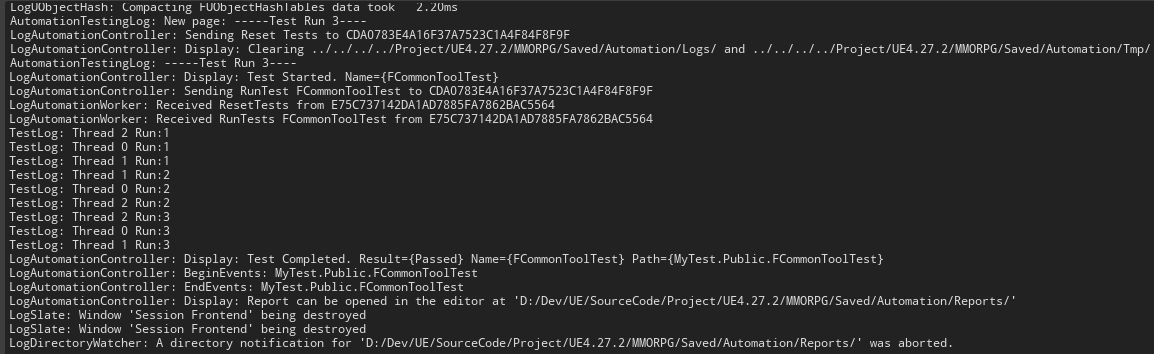 LogUObjectHash: Compacting FUObjectHashTables data took   2.20ms
AutomationTestingLog: New page: -----Test Run 3----
LogAutomationController: Sending Reset Tests to CDA0783E4A16F37A7523C1A4F84F8F9F
LogAutomationController: Display: Clearing ../../../../Project/UE4.27.2/MMORPG/Saved/Automation/Logs/ and ../../../../Project/UE4.27.2/MMORPG/Saved/Automation/Tmp/
AutomationTestingLog: -----Test Run 3----
LogAutomationController: Display: Test Started. Name={FCommonToolTest}
LogAutomationController: Sending RunTest FCommonToolTest to CDA0783E4A16F37A7523C1A4F84F8F9F
LogAutomationWorker: Received ResetTests from E75C737142DA1AD7885FA7862BAC5564
LogAutomationWorker: Received RunTests FCommonToolTest from E75C737142DA1AD7885FA7862BAC5564
TestLog: Thread 2 Run:1
TestLog: Thread 0 Run:1
TestLog: Thread 1 Run:1
TestLog: Thread 1 Run:2
TestLog: Thread 0 Run:2
TestLog: Thread 2 Run:2
TestLog: Thread 2 Run:3
TestLog: Thread 0 Run:3
TestLog: Thread 1 Run:3
LogAutomationController: Display: Test Completed. Result={Passed} Name={FCommonToolTest} Path={MyTest.Public.FCommonToolTest}
LogAutomationController: BeginEvents: MyTest.Public.FCommonToolTest
LogAutomationController: EndEvents: MyTest.Public.FCommonToolTest
LogAutomationController: Display: Report can be opened in the editor at 'D:/Dev/UE/SourceCode/Project/UE4.27.2/MMORPG/Saved/Automation/Reports/'
LogSlate: Window 'Session Frontend' being destroyed
LogSlate: Window 'Session Frontend' being destroyed
LogDirectoryWatcher: A directory notification for 'D:/Dev/UE/SourceCode/Project/UE4.27.2/MMORPG/Saved/Automation/Reports/' was aborted.